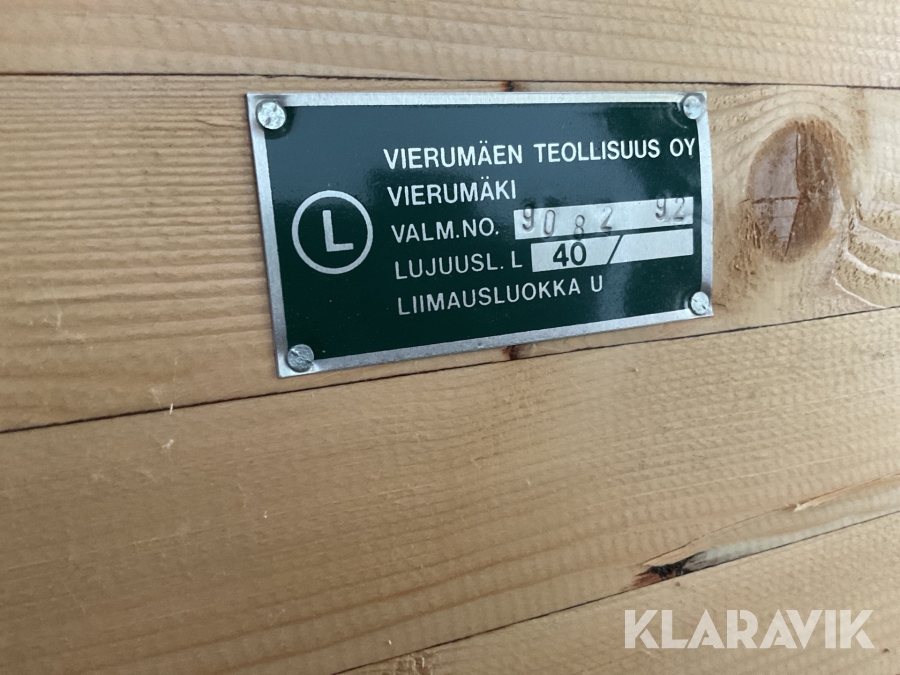 VIERUMÄEN TEOLLISUUS OY
VIERUMÄKI
L
VALM.NO. 9082 92
LUJUUSL. L 40 /
LIIMAUSLUOKKA U
KLARAVIK